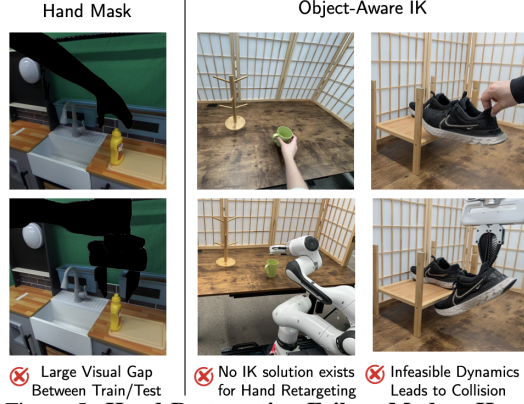 Hand Mask
Object-Aware IK
Large Visual Gap
Between Train/Test
No IK solution exists
for Hand Retargeting
Infeasible Dynamics
Leads to Collision